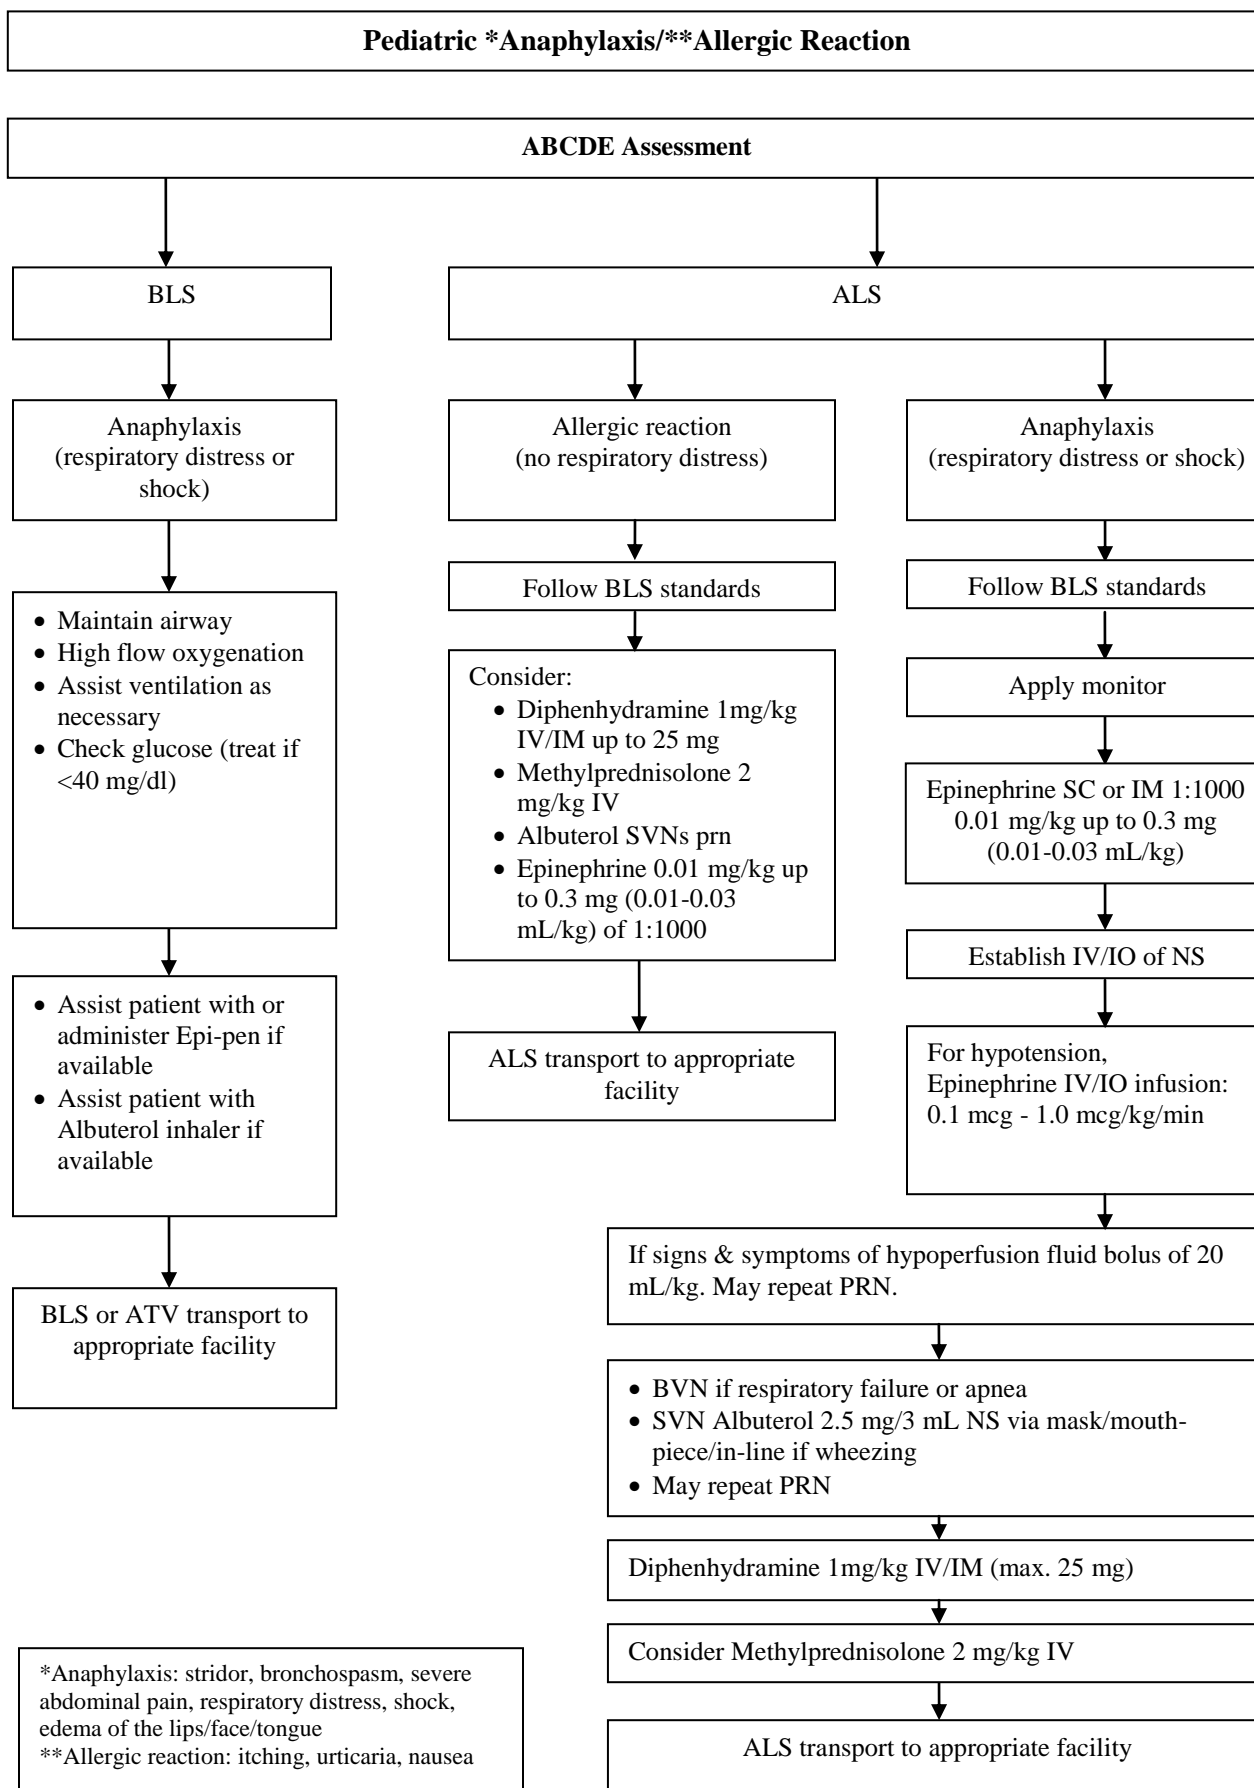 Pediatric *Anaphylaxis/**Allergic Reaction
ABCDE Assessment
BLS
Anaphylaxis
(respiratory distress or
shock)
• Maintain airway
• High flow oxygenation
• Assist ventilation as
necessary
• Check glucose (treat if
<40 mg/dl)
• Assist patient with or
administer Epi-pen if
available
• Assist patient with
Albuterol inhaler if
available
BLS or ATV transport to
appropriate facility
ALS
Allergic reaction
(no respiratory distress)
Follow BLS standards
Consider:
• Diphenhydramine 1mg/kg
IV/IM up to 25 mg
• Methylprednisolone 2
mg/kg IV
• Albuterol SVNs prn
• Epinephrine 0.01 mg/kg up
to 0.3 mg (0.01-0.03
mL/kg) of 1:1000
ALS transport to appropriate
facility
Anaphylaxis
(respiratory distress or shock)
Follow BLS standards
Apply monitor
Epinephrine SC or IM 1:1000
0.01 mg/kg up to 0.3 mg
(0.01-0.03 mL/kg)
Establish IV/IO of NS
For hypotension,
Epinephrine IV/IO infusion:
0.1 mcg - 1.0 mcg/kg/min
If signs & symptoms of hypoperfusion fluid bolus of 20
mL/kg. May repeat PRN.
• BVN if respiratory failure or apnea
• SVN Albuterol 2.5 mg/3 mL NS via mask/mouth-
piece/in-line if wheezing
• May repeat PRN
Diphenhydramine 1mg/kg IV/IM (max. 25 mg)
Consider Methylprednisolone 2 mg/kg IV
ALS transport to appropriate facility
*Anaphylaxis: stridor, bronchospasm, severe
abdominal pain, respiratory distress, shock,
edema of the lips/face/tongue
**Allergic reaction: itching, urticaria, nausea